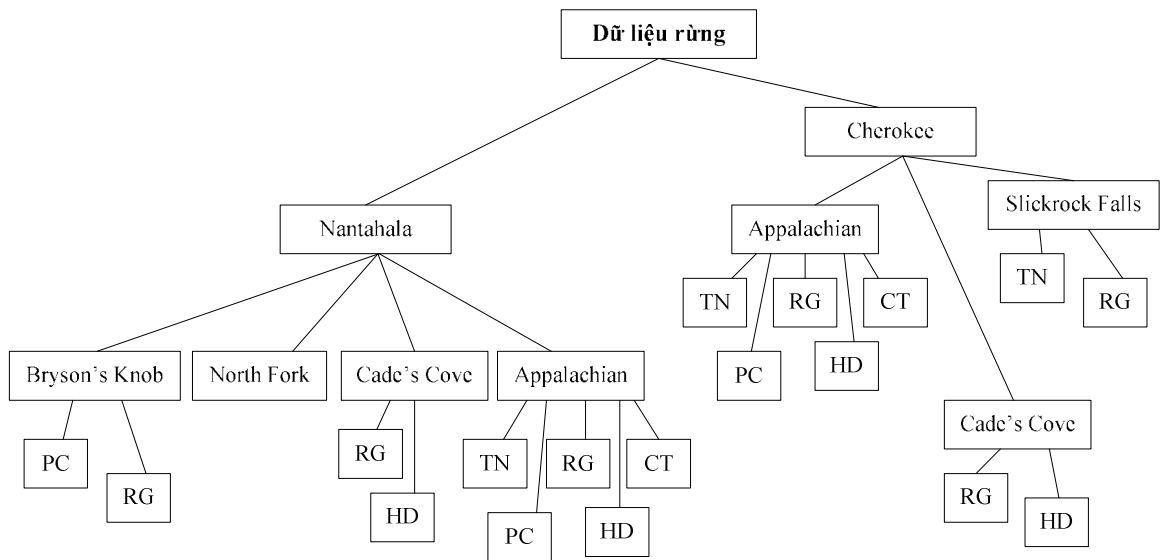 Dữ liệu rừng
Cherokee
Nantahala
Appalachian
Slickrock Falls
TN
RG
CT
TN
RG
PC
HD
Bryson's Knob
North Fork
Cade's Cove
Appalachian
Cade's Cove
PC
RG
RG
HD
TN
RG
CT
PC
HD
RG
HD